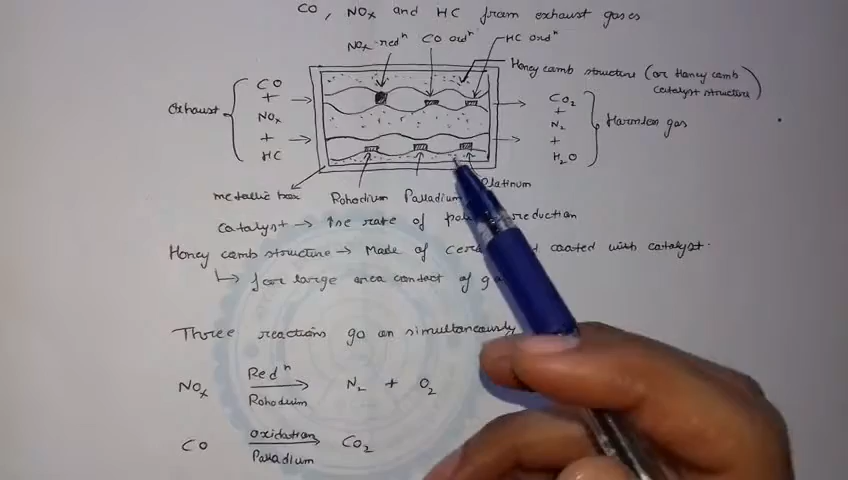 CO, NOx and HC from exhaust gases
NOx redⁿ CO oxdⁿ HC oxdⁿ
Honey comb structure (or Honey comb catalyst structure)
Exhaust
CO
+
NOx
+
HC
CO₂
+
N₂
+
H₂O
Harmless gas
metallic box Rohodium Palladium Platinum
catalyst → ↑se rate of reduction
Honey comb structure → Made of coated with catalyst.
↳ for large area contact of
Three reactions go on simultaneously
NOx Redⁿ → Rohodium N₂ + O₂
CO oxidation → Palladium CO₂